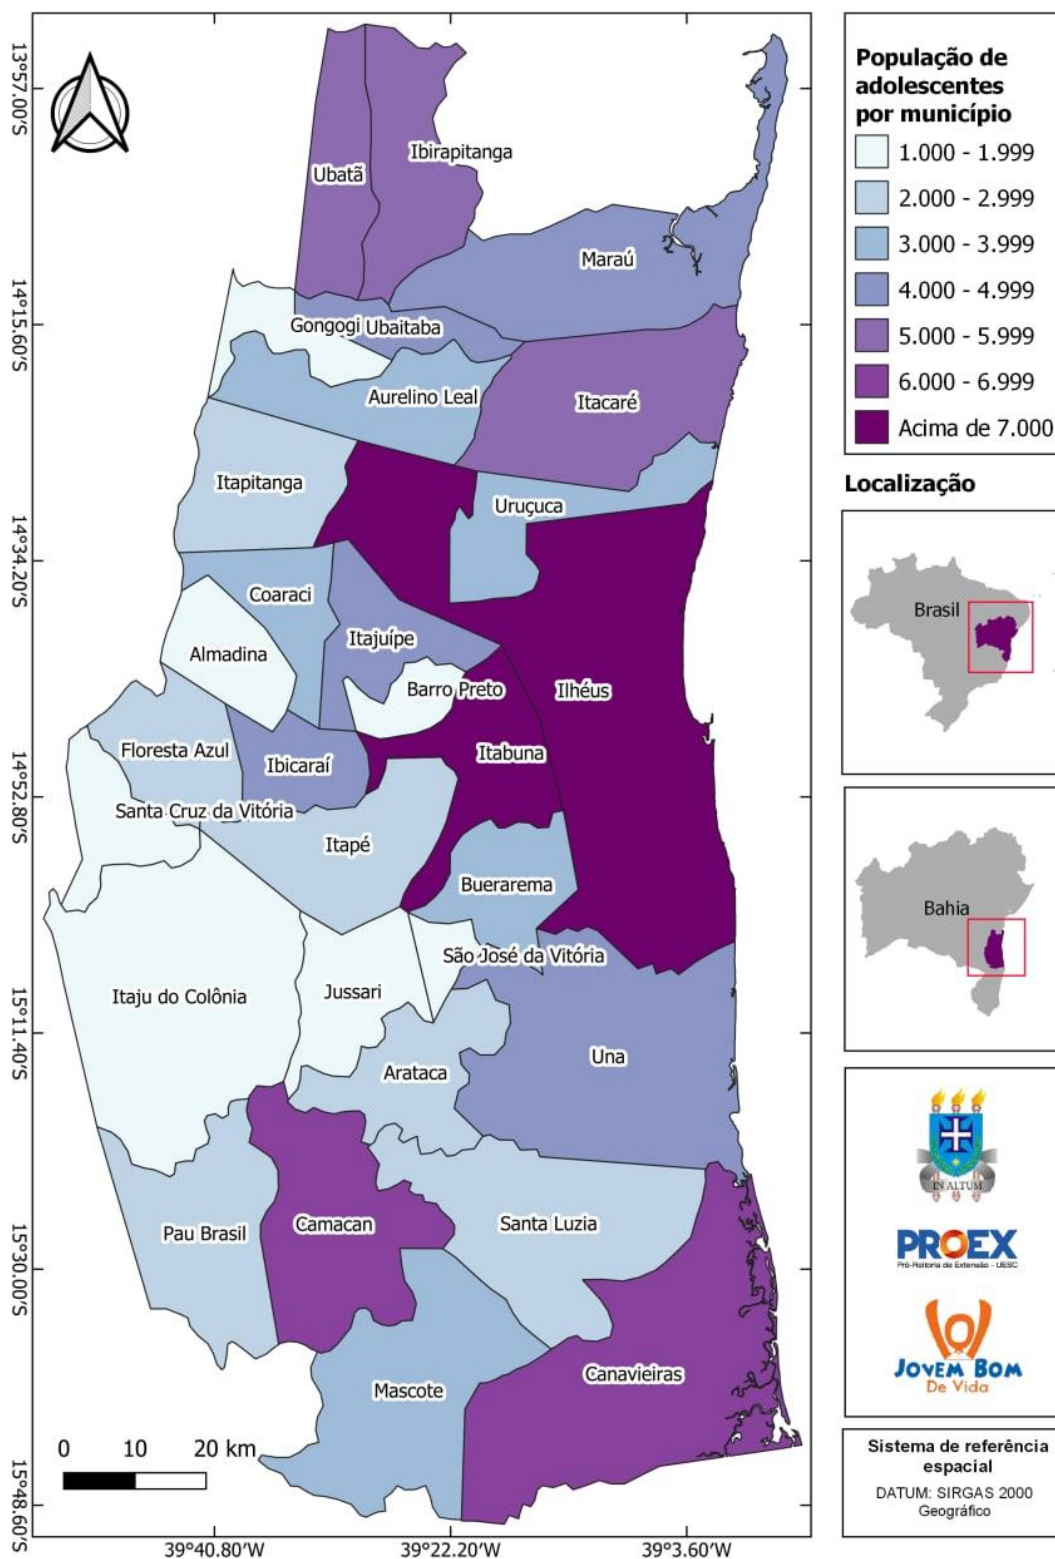 13°57.00'S
14°15.60'S
14°34.20'S
14°52.80'S
15°11.40'S
15°30.00'S
15°48.60'S
Ubatã
Ibirapitanga
Maraú
Gongogi
Ubaitaba
Aurelino Leal
Itacaré
Itapitanga
Uruçuca
Coaraci
Itajuípe
Almadina
Barro Preto
Ilhéus
Floresta Azul
Ibicaraí
Itabuna
Santa Cruz da Vitória
Itapé
Buerarema
São José da Vitória
Itaju do Colônia
Jussari
Una
Arataca
Pau Brasil
Camacan
Santa Luzia
Canavieiras
Mascote
0 10 20 km
39°40.80'W 39°22.20'W 39°3.60'W
População de
adolescentes
por município
1.000 - 1.999
2.000 - 2.999
3.000 - 3.999
4.000 - 4.999
5.000 - 5.999
6.000 - 6.999
Acima de 7.000
Localização
Brasil
Bahia
IN ALTUM
PROEX
Pró-Reitoria de Extensão - UESC
JOVEM BOM
De Vida
Sistema de referência
espacial
DATUM: SIRGAS 2000
Geográfico